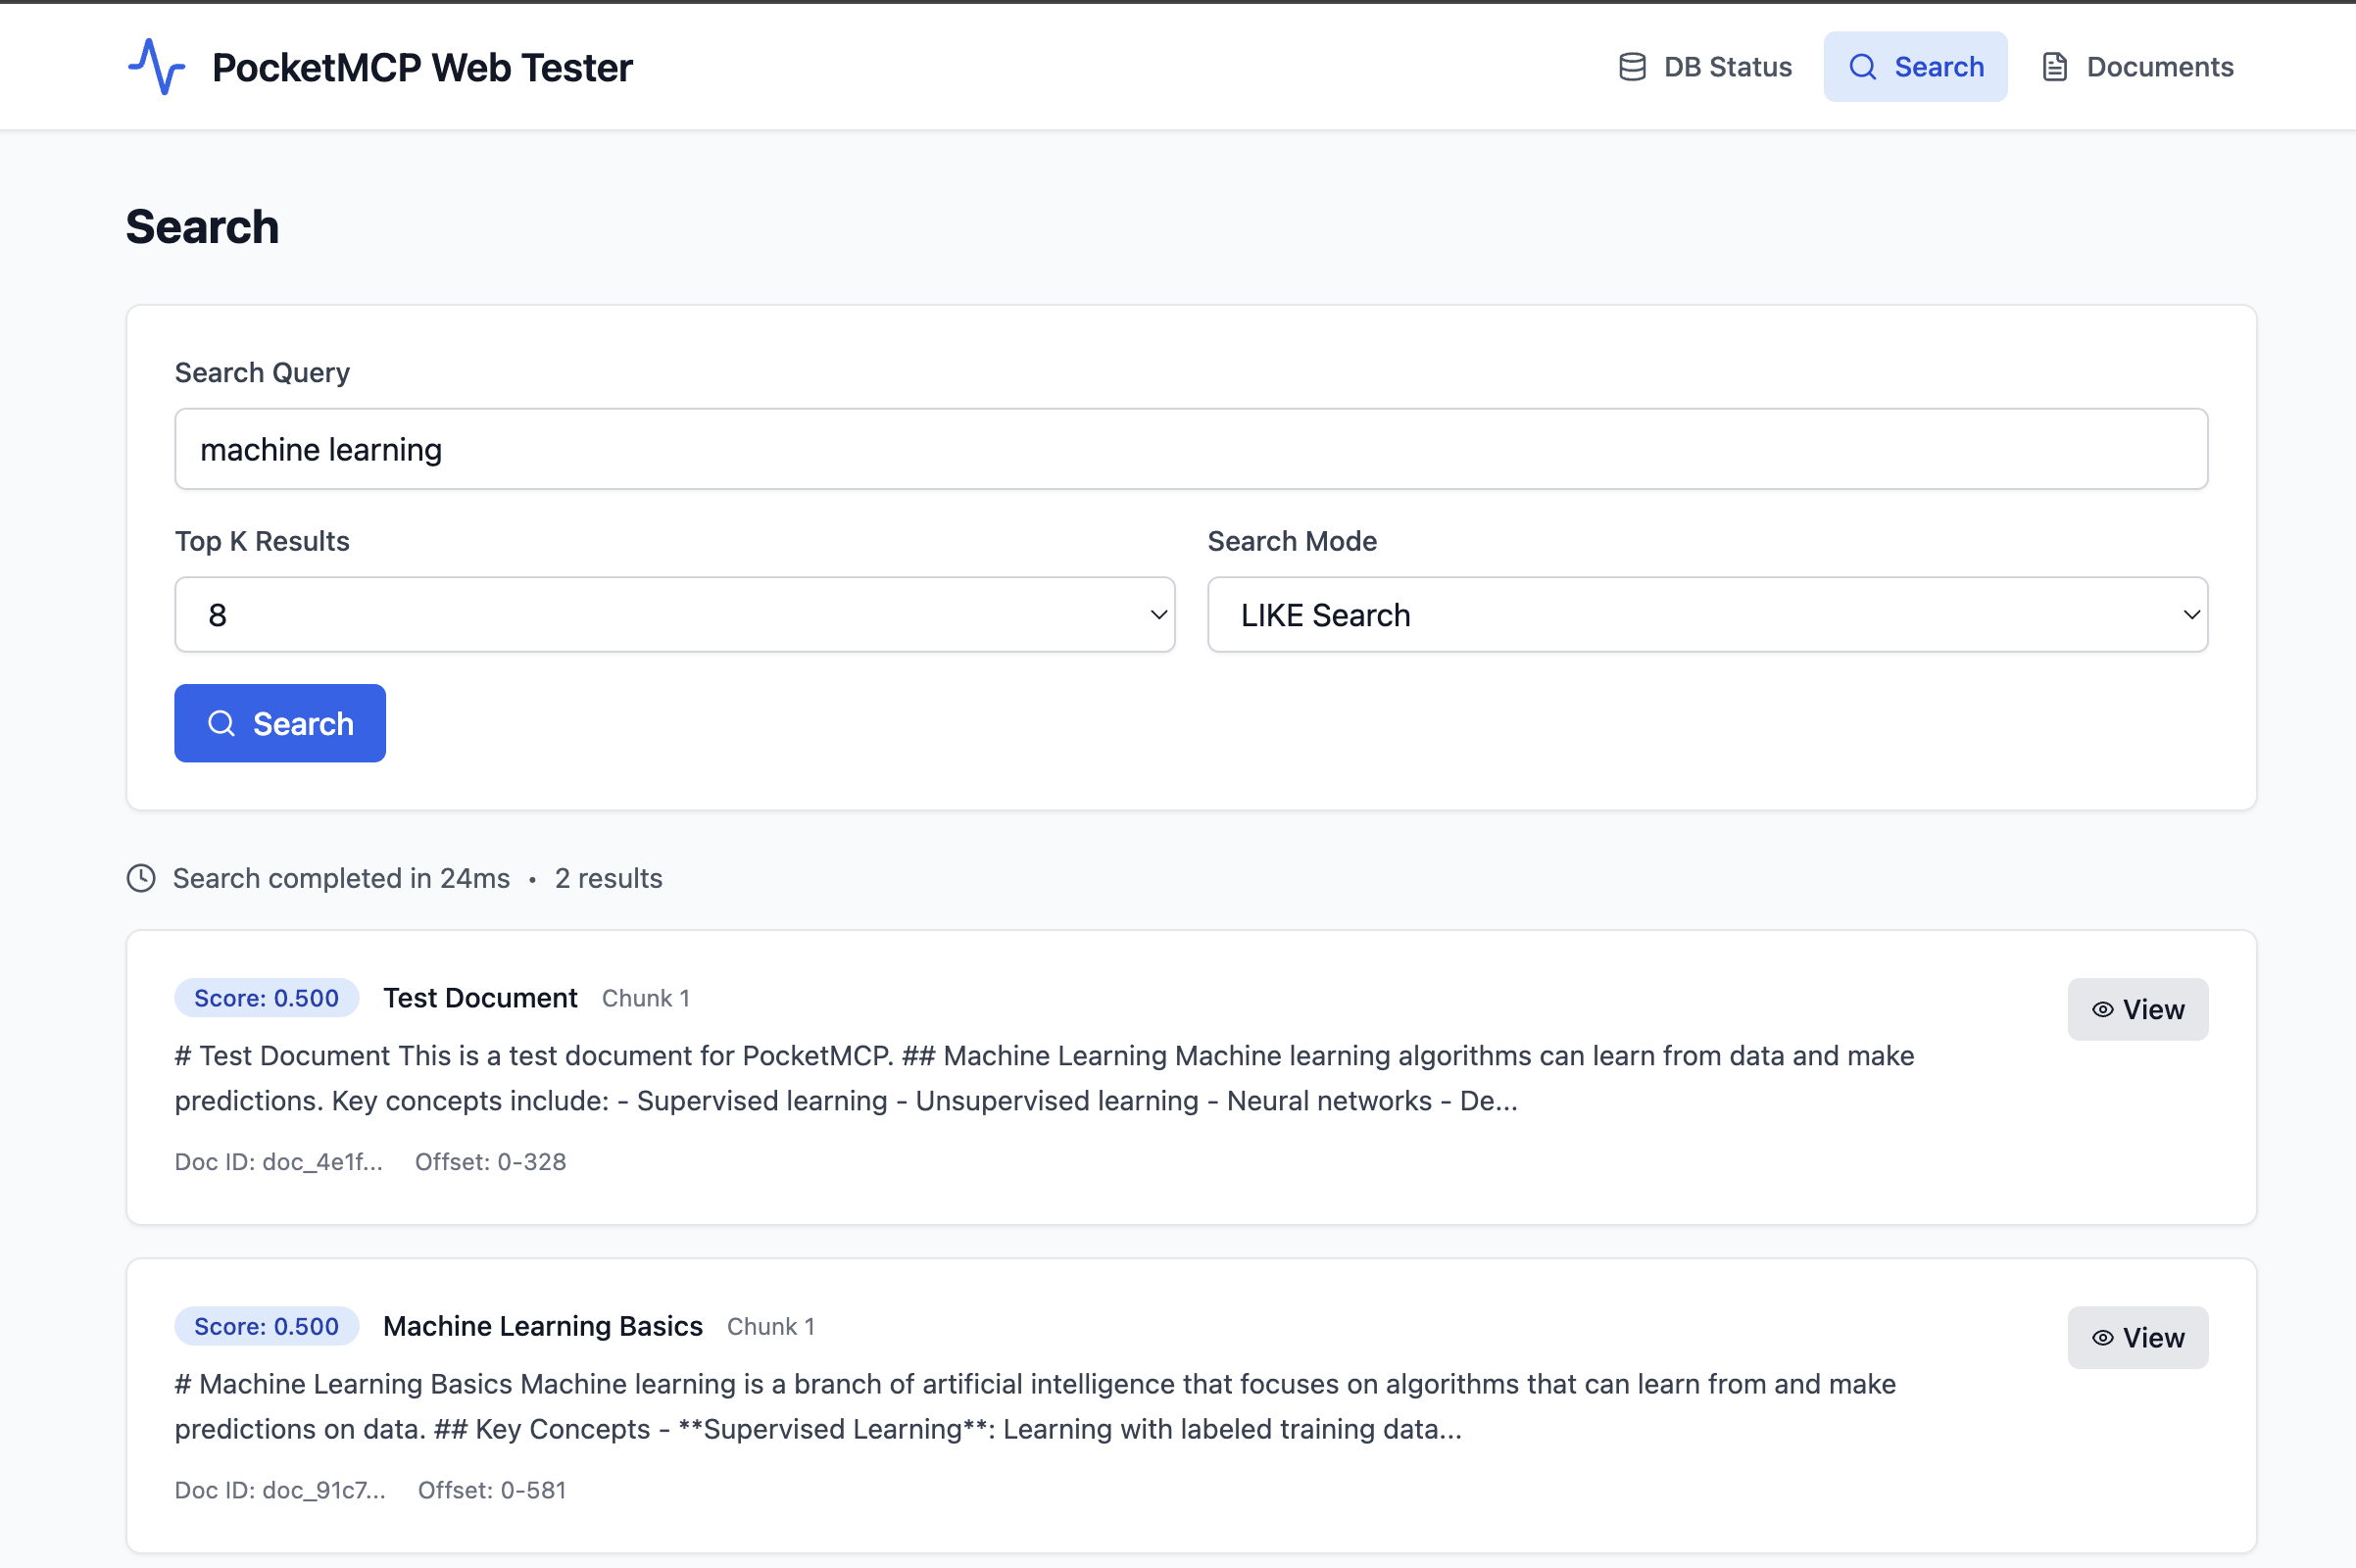 PocketMCP Web Tester
DB Status
Search
Documents
Search
Search Query
machine learning
Top K Results
Search Mode
8
LIKE Search
Search
Search completed in 24ms • 2 results
Score: 0.500 Test Document Chunk 1
View
# Test Document This is a test document for PocketMCP. ## Machine Learning Machine learning algorithms can learn from data and make
predictions. Key concepts include: - Supervised learning - Unsupervised learning - Neural networks - De...
Doc ID: doc_4e1f... Offset: 0-328
Score: 0.500 Machine Learning Basics Chunk 1
View
# Machine Learning Basics Machine learning is a branch of artificial intelligence that focuses on algorithms that can learn from and make
predictions on data. ## Key Concepts - **Supervised Learning**: Learning with labeled training data...
Doc ID: doc_91c7... Offset: 0-581